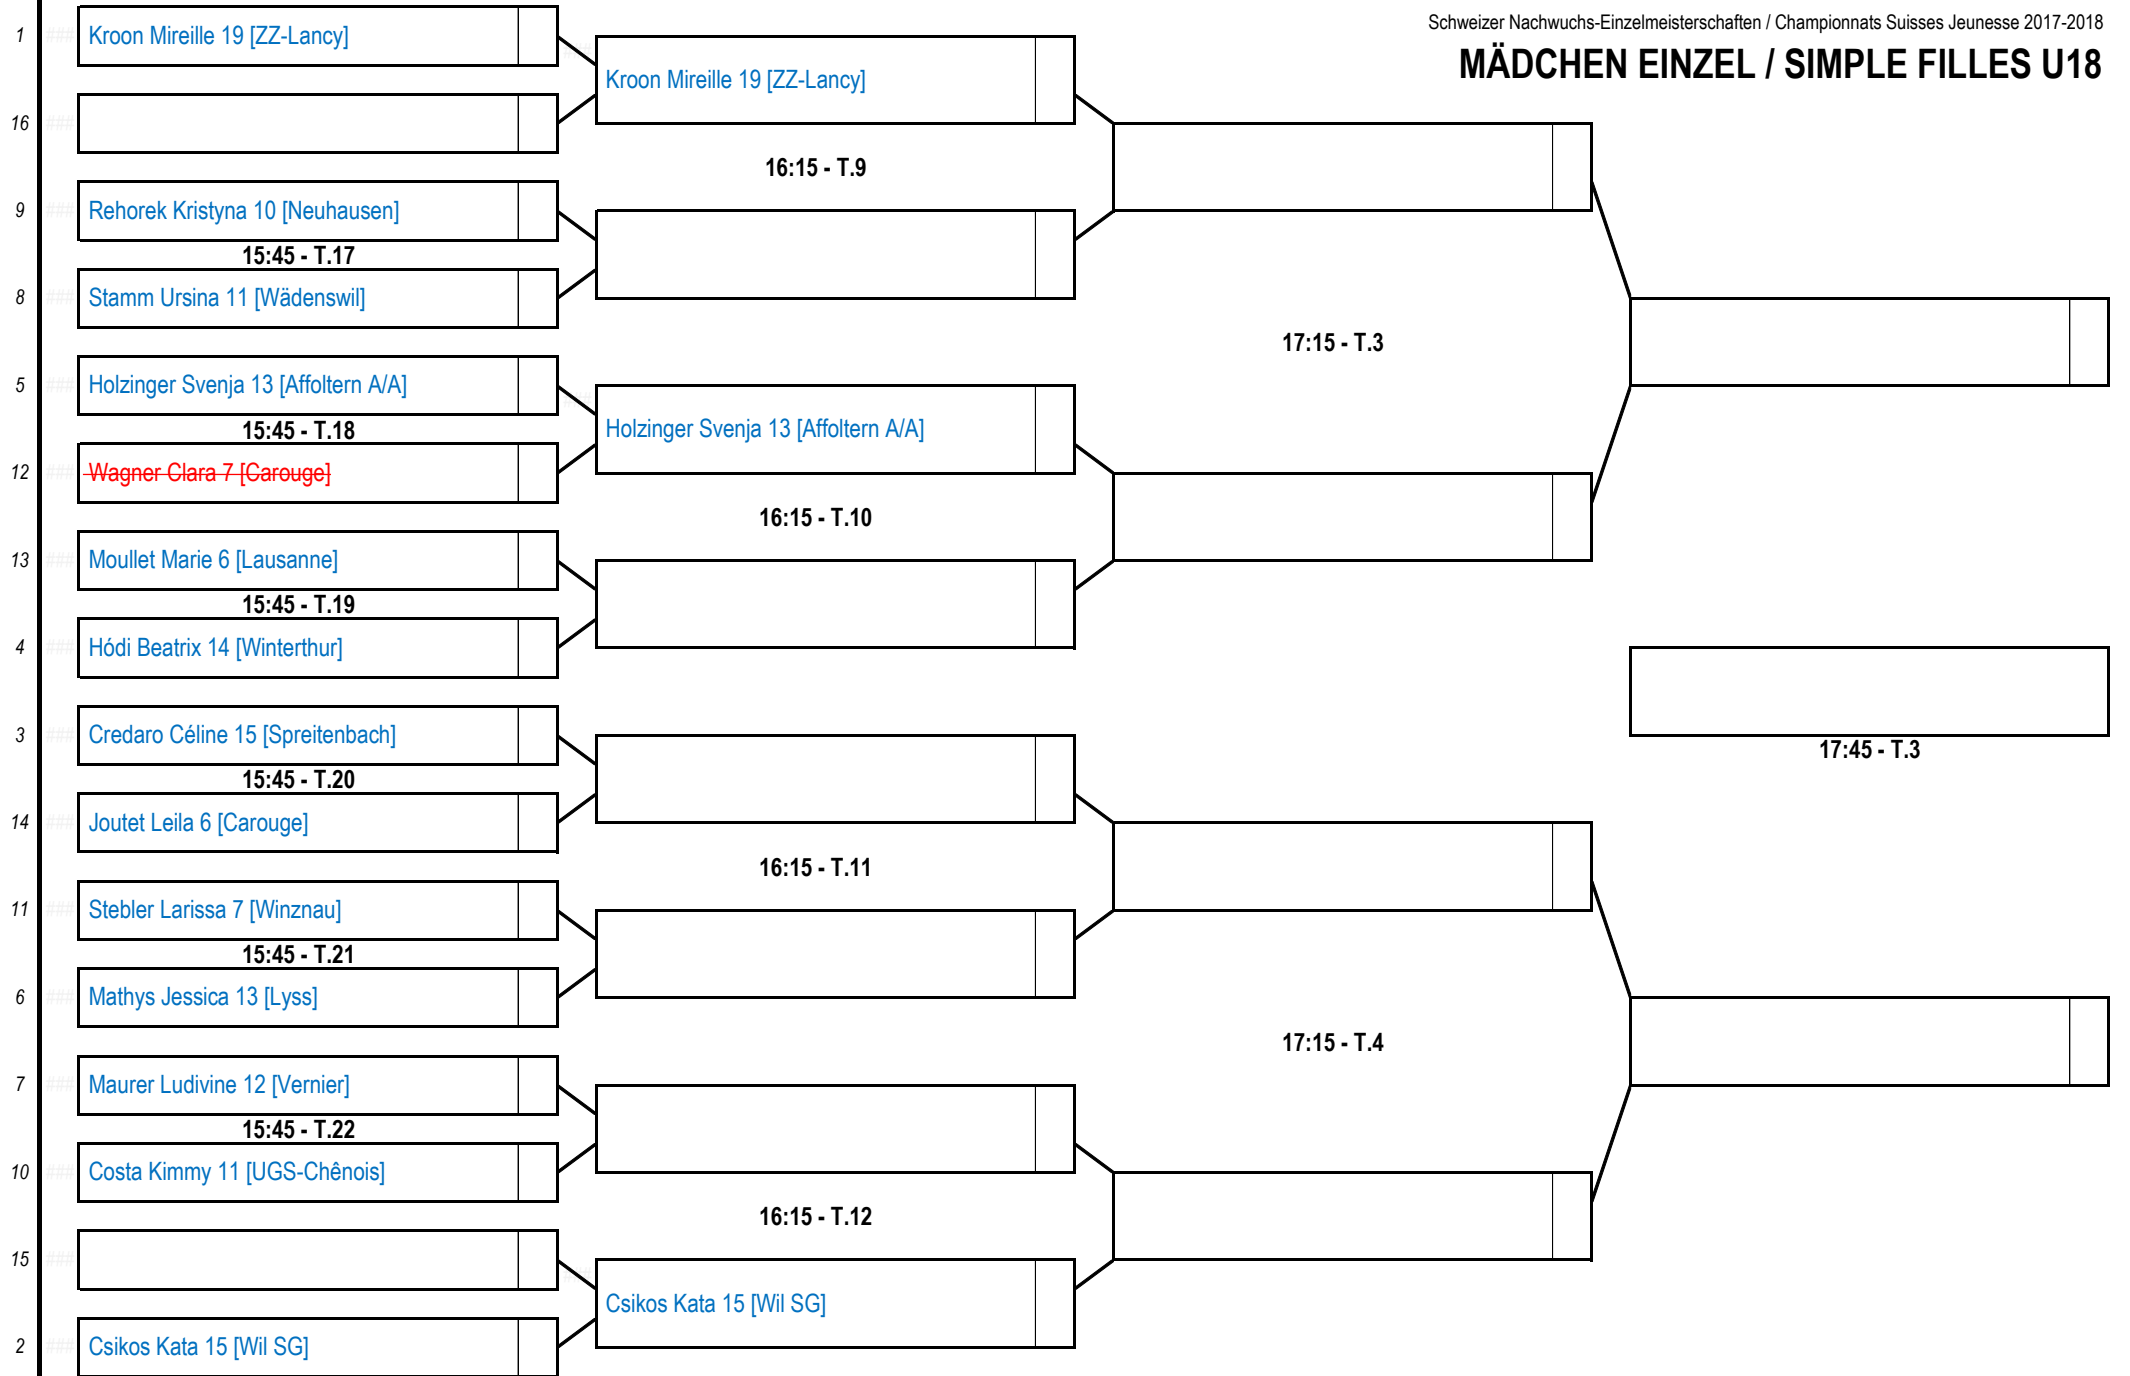 Schweizer Nachwuchs-Einzelmeisterschaften / Championnats Suisses Jeunesse 2017-2018
MÄDCHEN EINZEL / SIMPLE FILLES U18
1 ### Kroon Mireille 19 [ZZ-Lancy]
Kroon Mireille 19 [ZZ-Lancy]
16 ###
16:15 - T.9
9 ### Rehorek Kristyna 10 [Neuhausen]
15:45 - T.17
8 ### Stamm Ursina 11 [Wädenswil]
17:15 - T.3
5 ### Holzinger Svenja 13 [Affoltern A/A]
15:45 - T.18
Holzinger Svenja 13 [Affoltern A/A]
12 ### Wagner Clara 7 [Carouge]
16:15 - T.10
13 ### Moullet Marie 6 [Lausanne]
15:45 - T.19
4 ### Hódi Beatrix 14 [Winterthur]
3 ### Credaro Céline 15 [Spreitenbach]
17:45 - T.3
15:45 - T.20
14 ### Joutet Leila 6 [Carouge]
16:15 - T.11
11 ### Stebler Larissa 7 [Winznau]
15:45 - T.21
6 ### Mathys Jessica 13 [Lyss]
17:15 - T.4
7 ### Maurer Ludivine 12 [Vernier]
15:45 - T.22
10 ### Costa Kimmy 11 [UGS-Chênois]
16:15 - T.12
15 ###
Csikos Kata 15 [Wil SG]
2 ### Csikos Kata 15 [Wil SG]